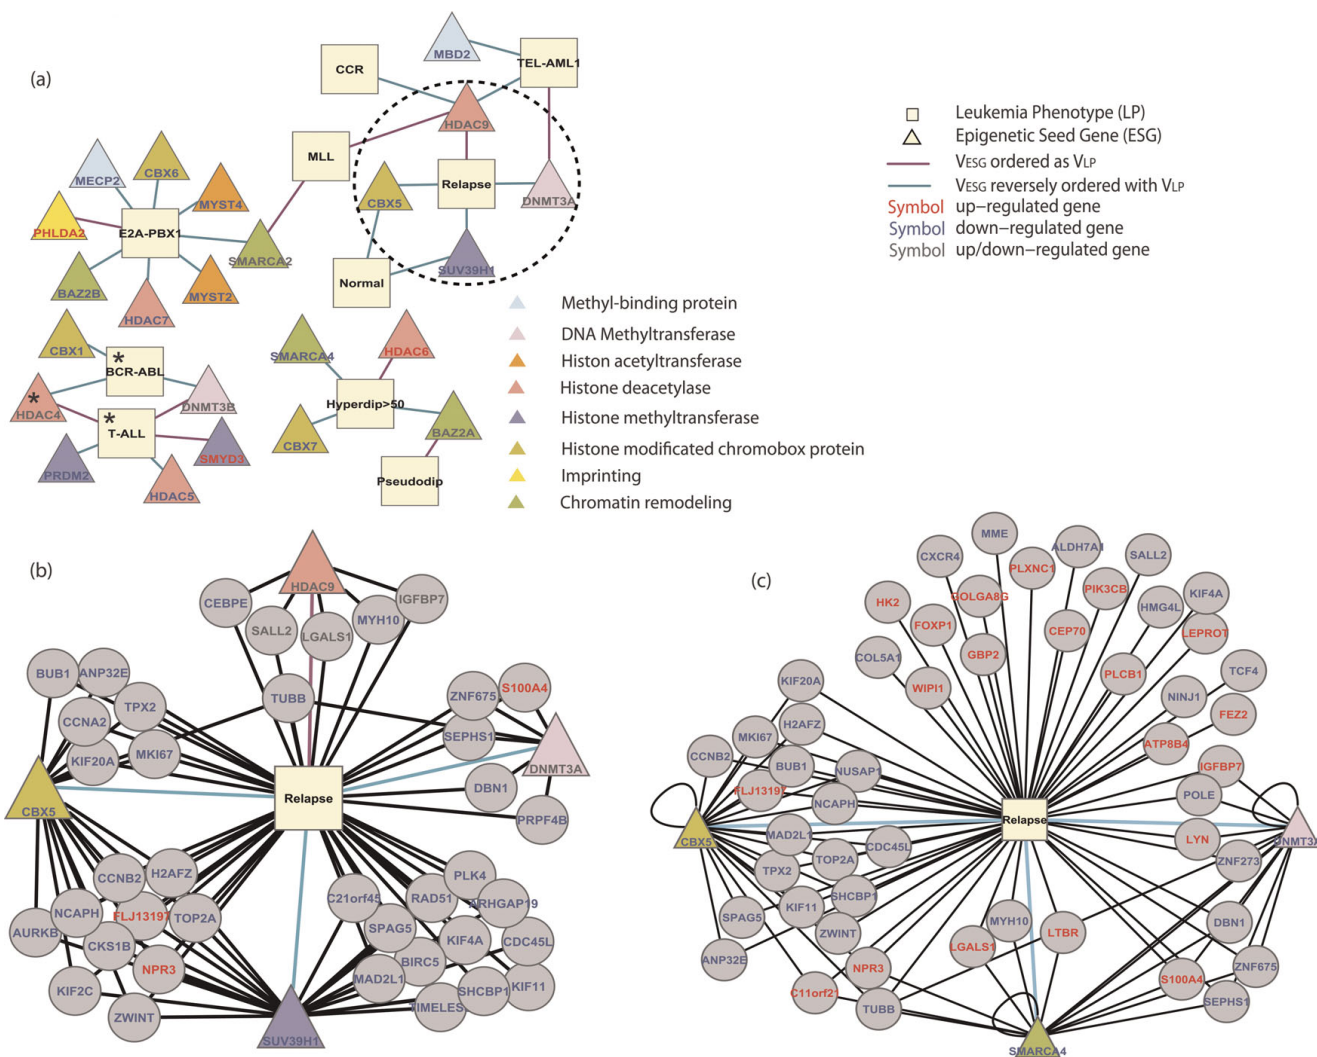 (a)
MBD2
TEL-AML1
CCR
HDAC9
MLL
Relapse
CBX5
DNMT3A
SUV39H1
Normal
MECP2
CBX6
MYST4
PHLDA2
E2A-PBX1
SMARCA2
BAZ2B
HDAC7
MYST2
CBX1
*
BCR-ABL
*
HDAC4
DNMT3B
*
T-ALL
PRDM2
SMYD3
HDAC5
SMARCA4
HDAC6
Hyperdip>50
CBX7
BAZ2A
Pseudodip
Leukemia Phenotype (LP)
Epigenetic Seed Gene (ESG)
VESG ordered as VLP
VESG reversely ordered with VLP
Symbol up-regulated gene
Symbol down-regulated gene
Symbol up/down-regulated gene
Methyl-binding protein
DNA Methyltransferase
Histon acetyltransferase
Histone deacetylase
Histone methyltransferase
Histone modificated chromobox protein
Imprinting
Chromatin remodeling
(b)
HDAC9
CEBPE
IGFBP7
SALL2
LGALS1
MYH10
BUB1
ANP32E
TUBB
ZNF675
S100A4
CCNA2
TPX2
SEPHS1
KIF20A
MKI67
DNMT3A
CBX5
Relapse
DBN1
PRPF4B
CCNB2
H2AFZ
PLK4
NCAPH
FLJ13197
TOP2A
C21orf45
RAD51
ARHGAP19
AURKB
CKS1B
SPAG5
KIF4A
CDC45L
NPR3
MAD2L1
BIRC5
KIF2C
SHCBP1
KIF11
ZWINT
TIMELES
SUV39H1
(c)
MME
CXCR4
ALDH7A1
SALL2
PLXNC1
HK2
GOLGA8G
PIK3CB
KIF4A
HMG4L
FOXP1
CEP70
LEPROT
COL5A1
GBP2
PLCB1
TCF4
WIPI1
KIF20A
NINJ1
FEZ2
H2AFZ
MKI67
ATP8B4
CCNB2
BUB1
NUSAP1
IGFBP7
FLJ13197
NCAPH
POLE
Relapse
CBX5
MAD2L1
LYN
DNMT3A
TOP2A
CDC45L
ZNF273
TPX2
SHCBP1
KIF11
SPAG5
MYH10
DBN1
ZWINT
LGALS1
LTBR
ANP32E
NPR3
ZNF675
C11orf21
S100A4
TUBB
SEPHS1
SMARCA4